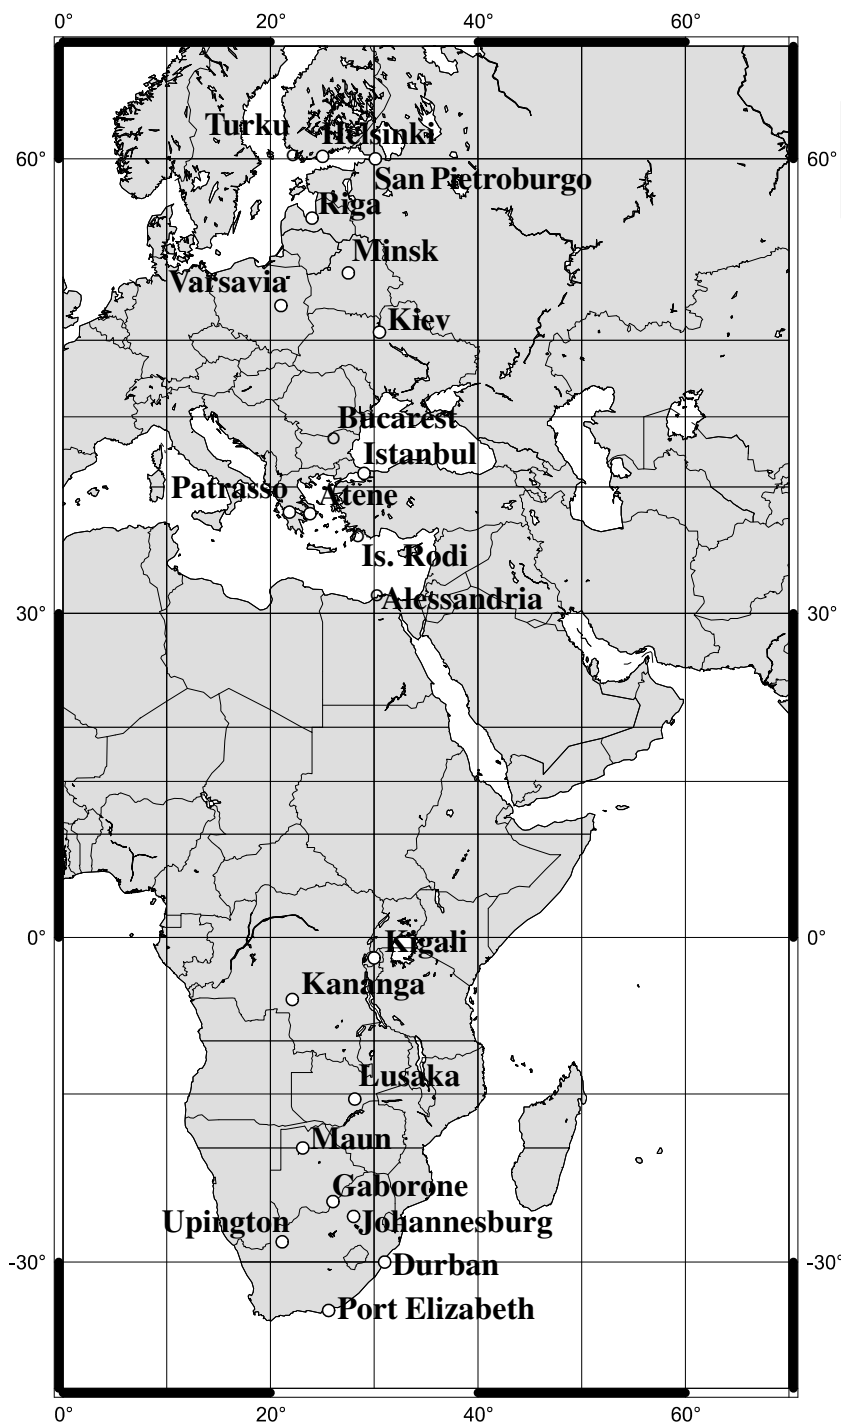 0° 20° 40° 60°
Turku
Helsinki
60° 60°
San Pietroburgo
Riga
Minsk
Varsavia
Kiev
Bucarest
Istanbul
Patrasso
Atene
Is. Rodi
Alessandria
30° 30°
0° 0°
Kigali
Kananga
Lusaka
Maun
Gaborone
Upington
Johannesburg
-30° -30°
Durban
Port Elizabeth
0° 20° 40° 60°